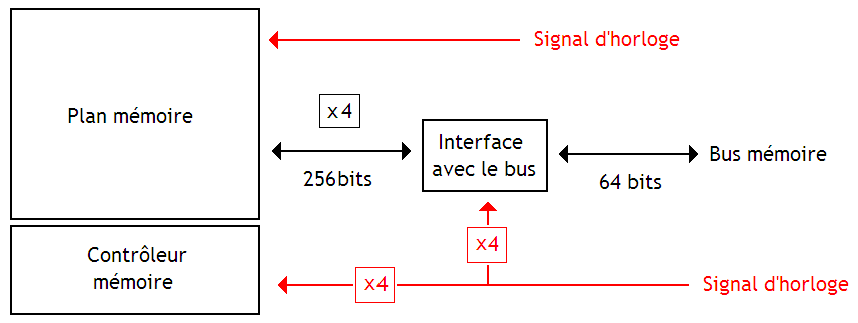 Signal d'horloge
Plan mémoire
x4
256bits
Interface
avec le bus
64 bits
Bus mémoire
x4
Contrôleur
mémoire
x4
Signal d'horloge